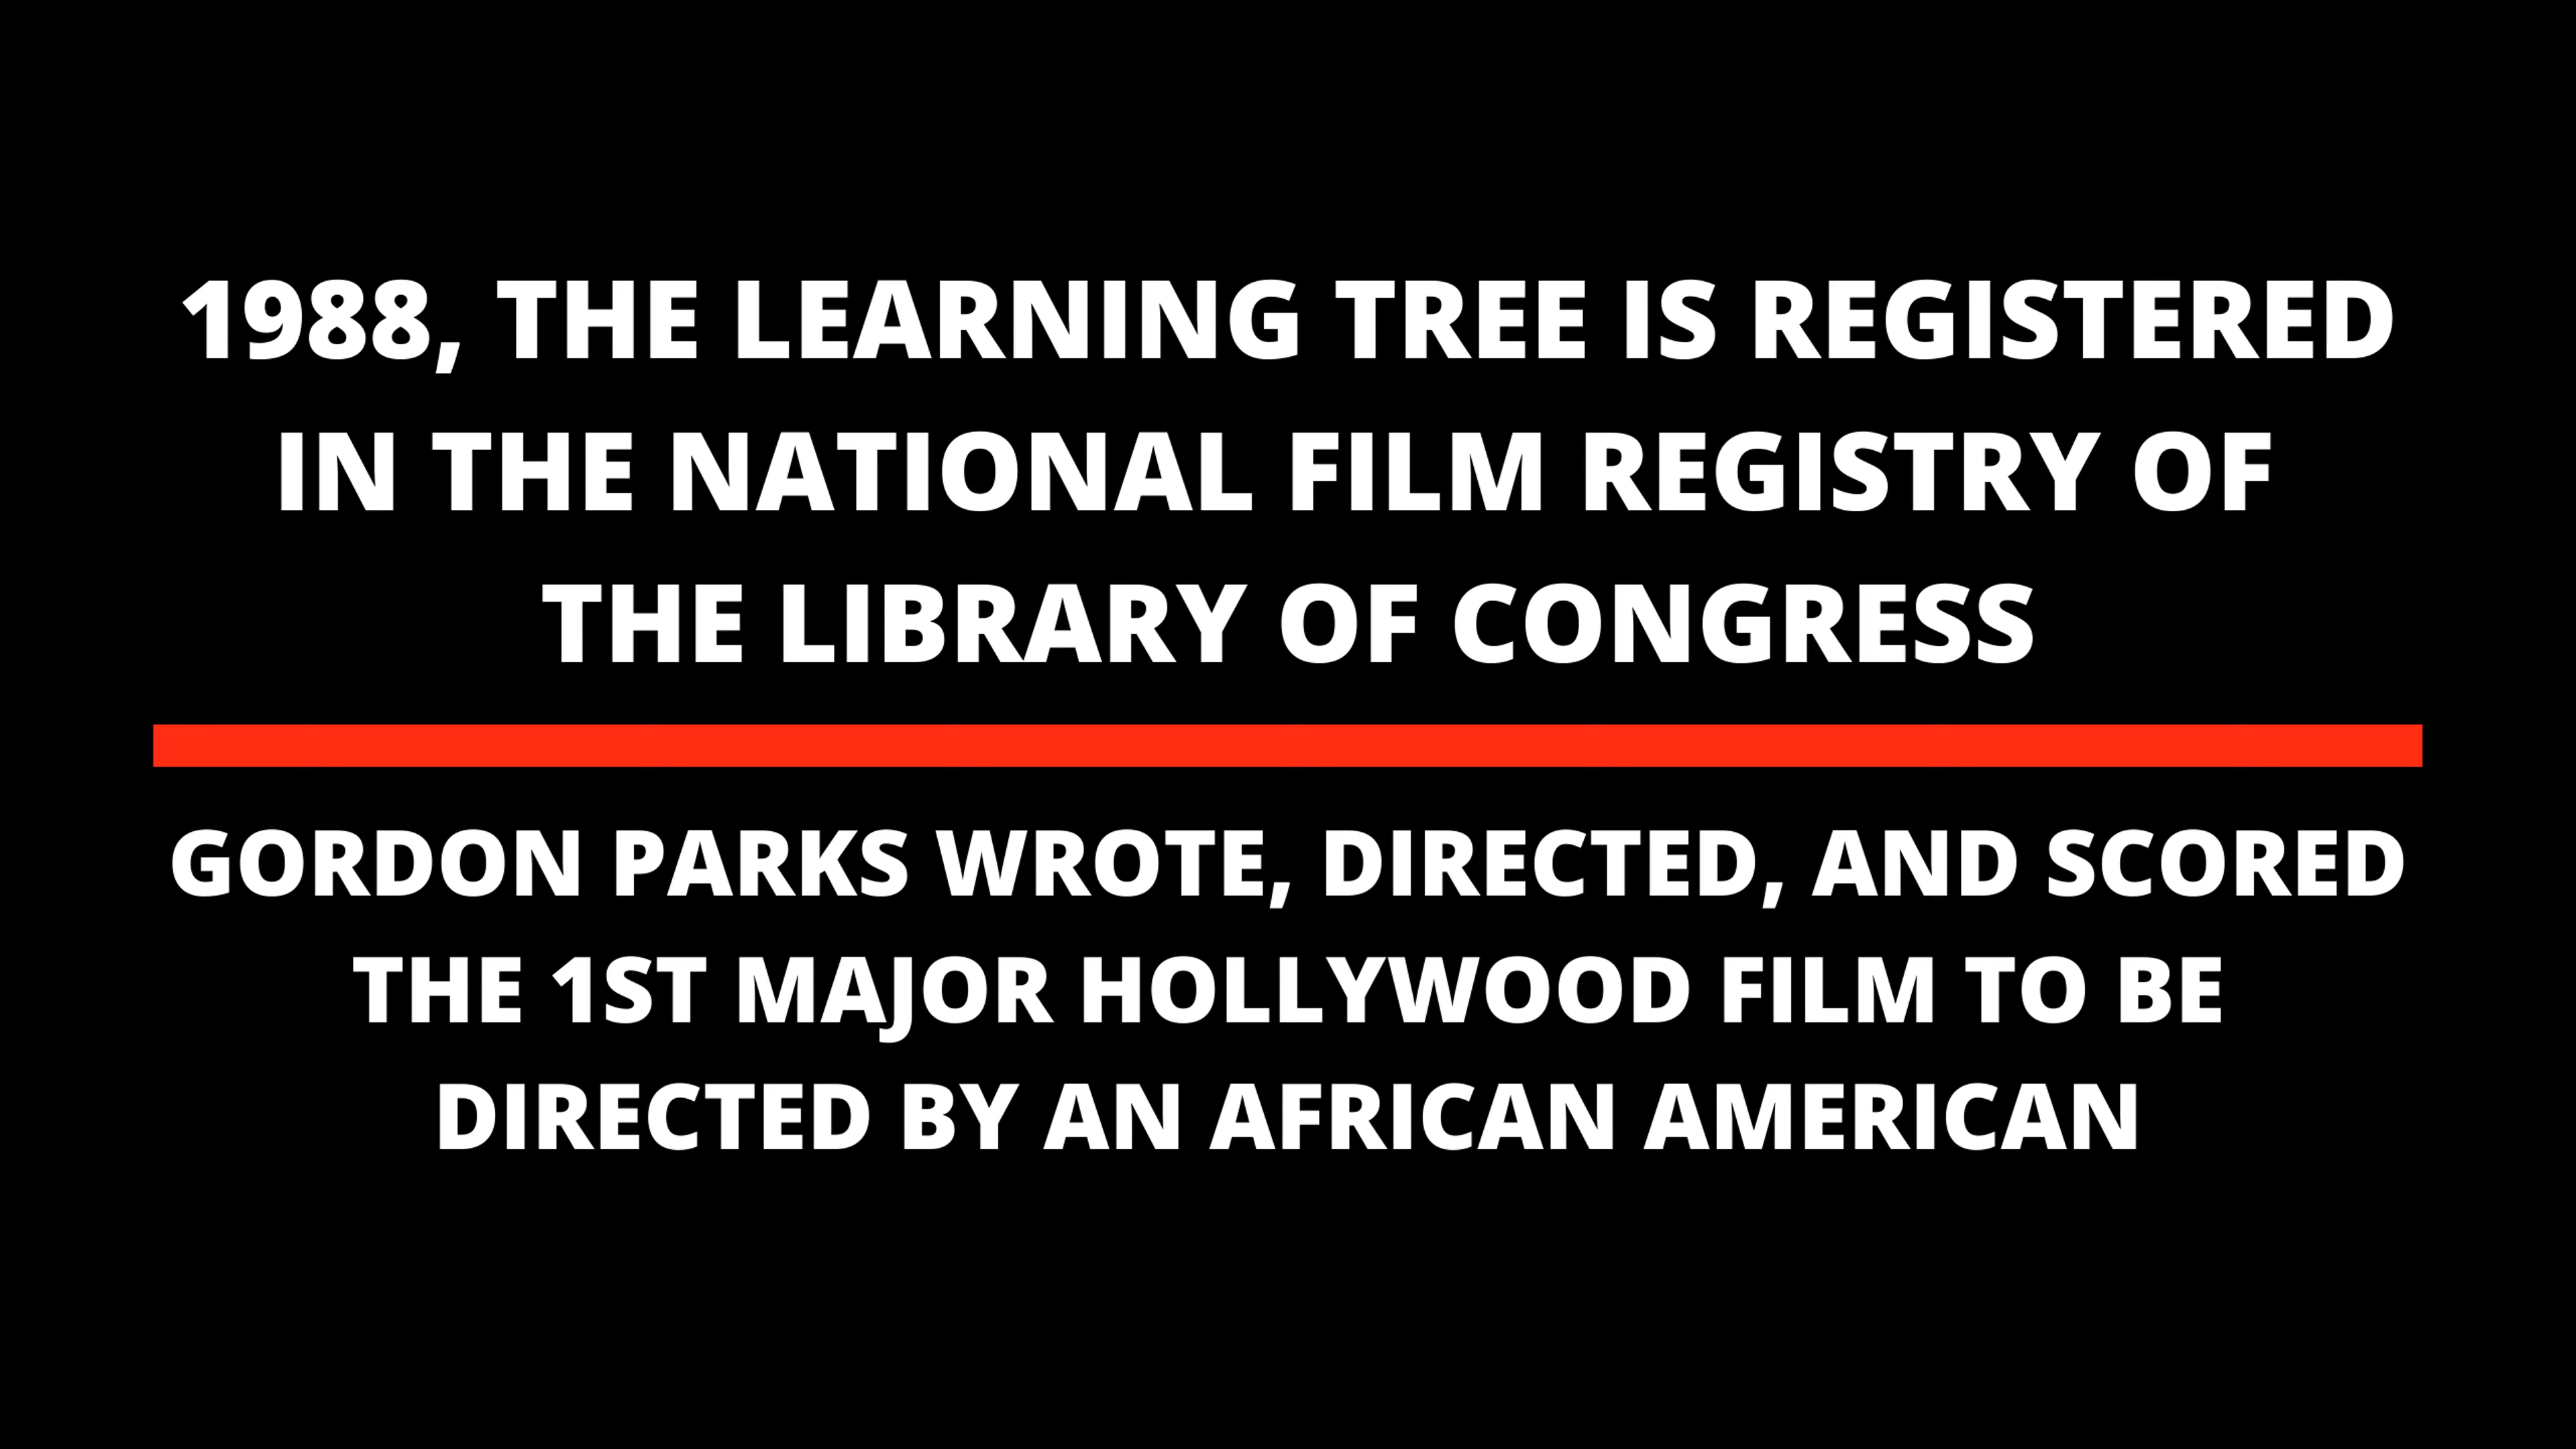 1988, THE LEARNING TREE IS REGISTERED
IN THE NATIONAL FILM REGISTRY OF
THE LIBRARY OF CONGRESS
GORDON PARKS WROTE, DIRECTED, AND SCORED
THE 1ST MAJOR HOLLYWOOD FILM TO BE
DIRECTED BY AN AFRICAN AMERICAN